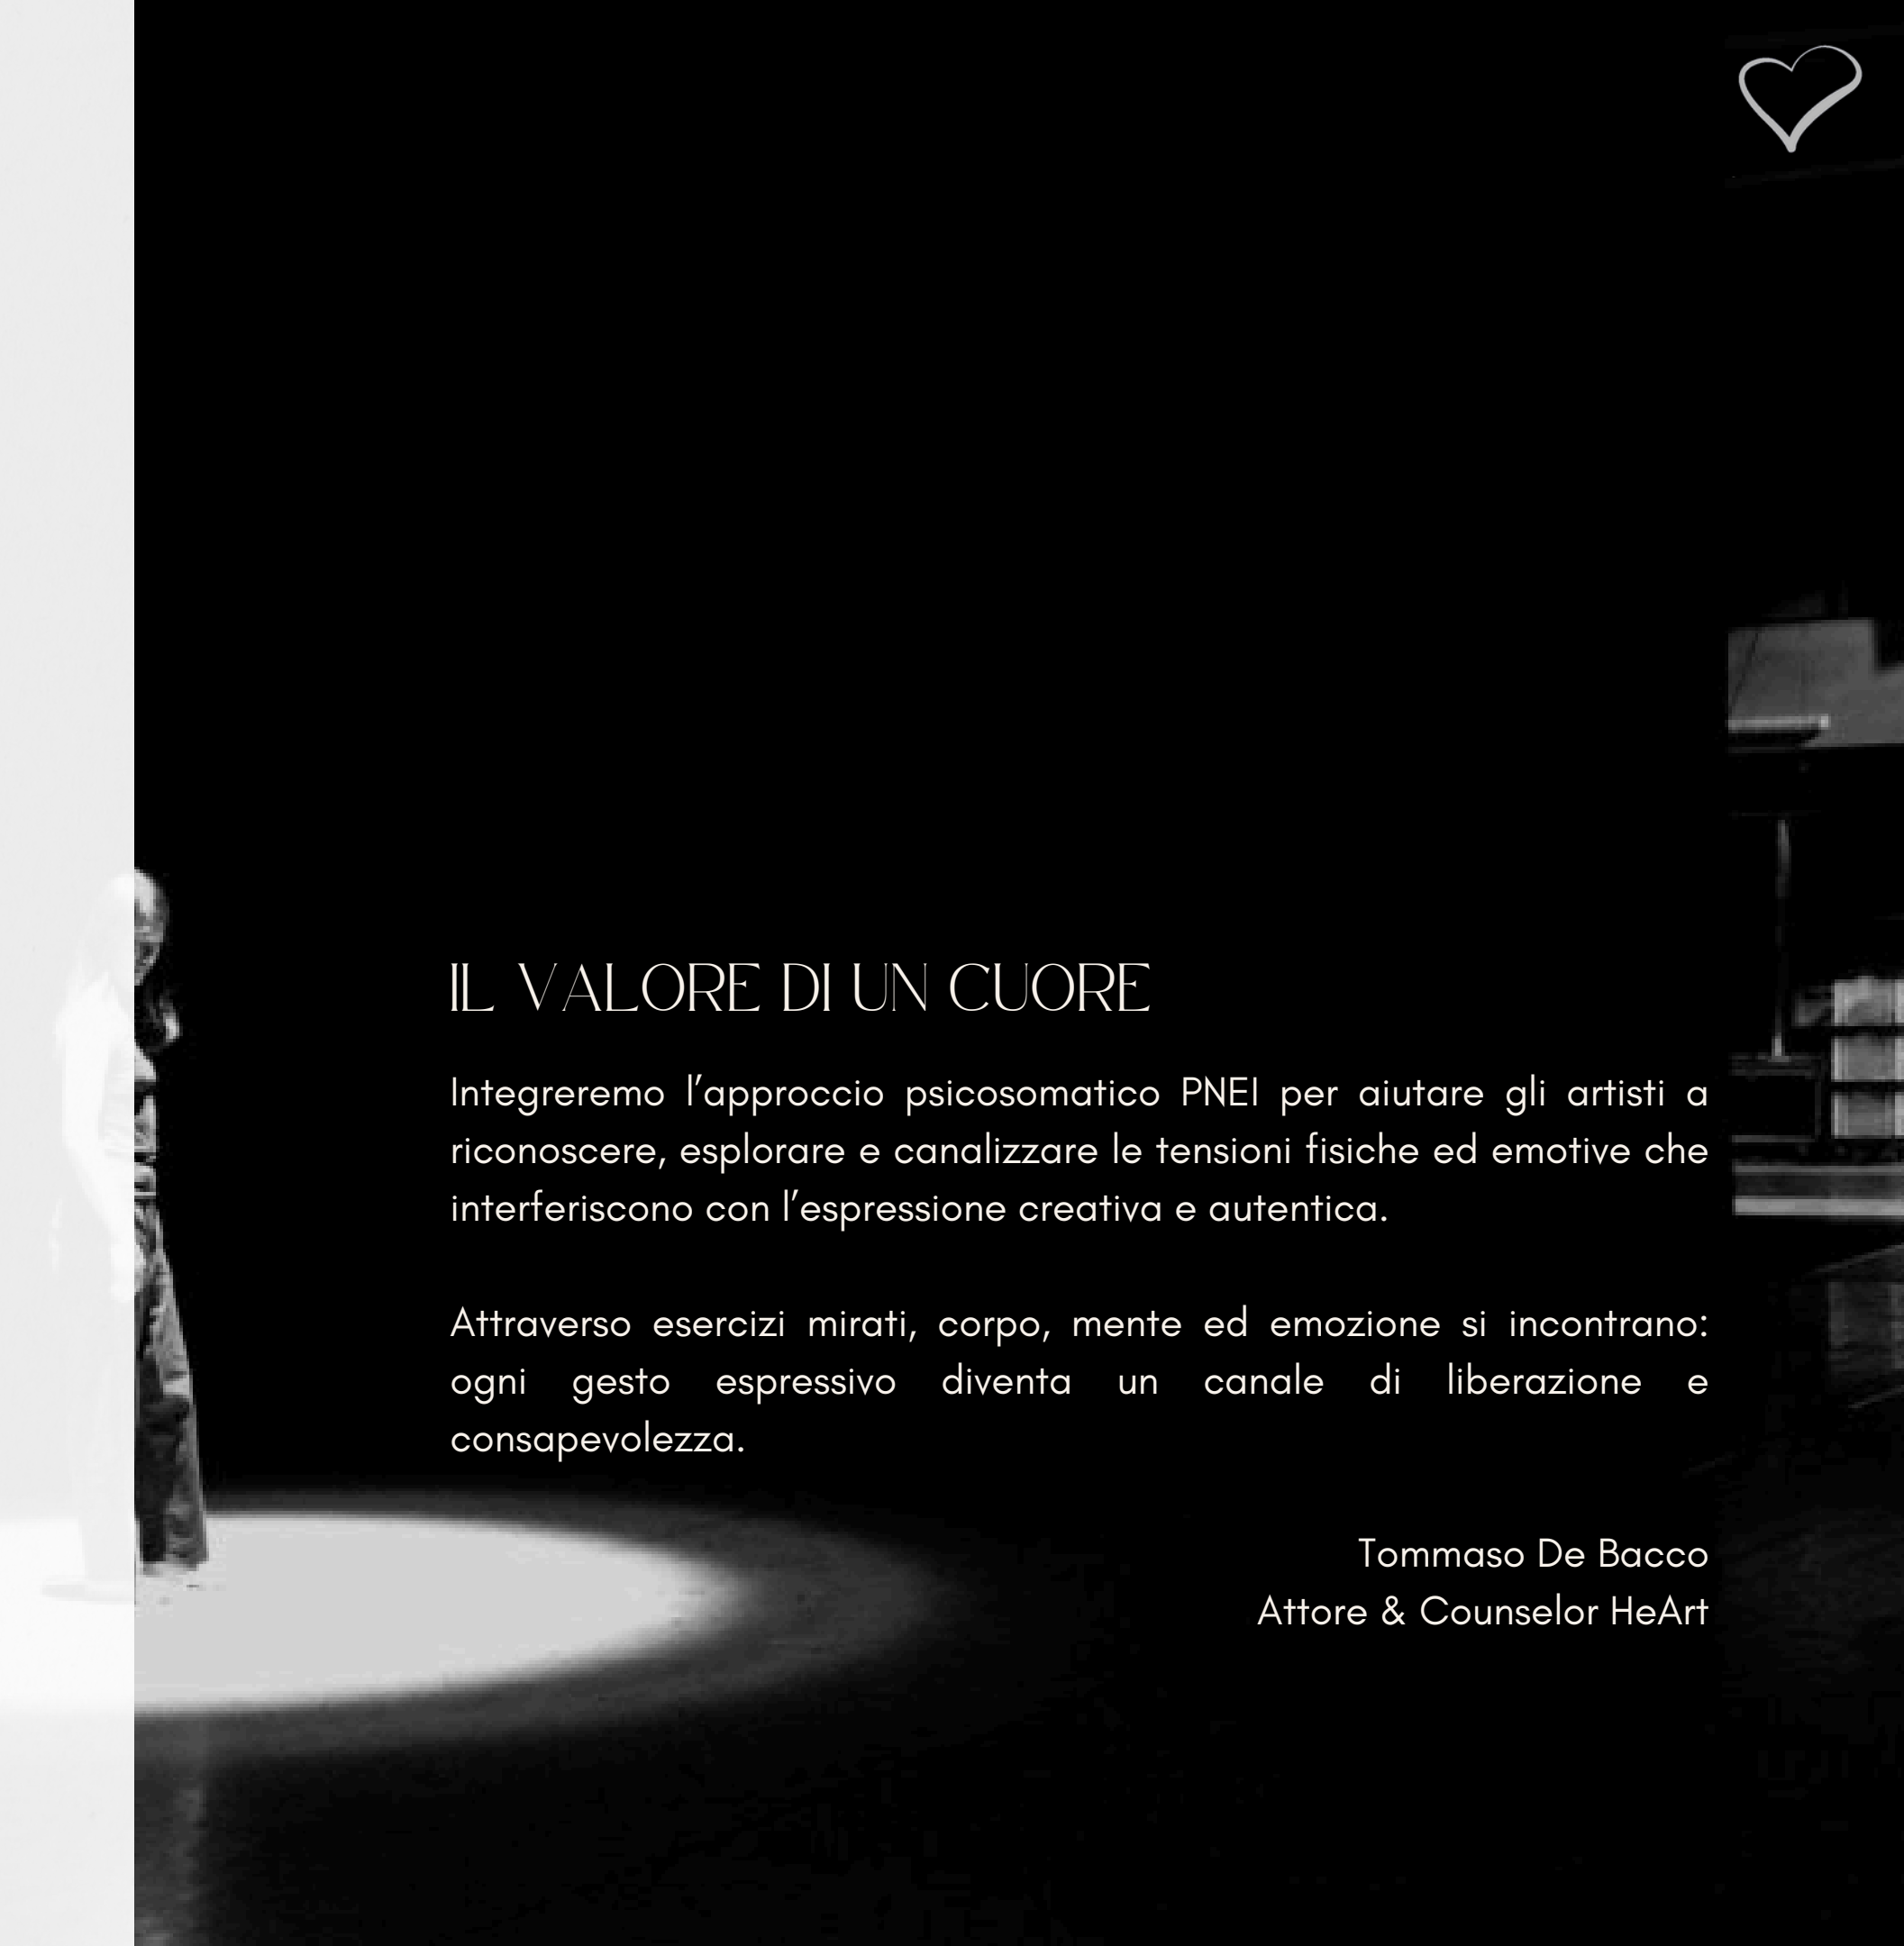 IL VALORE DI UN CUORE
Integreremo l’approccio psicosomatico PNEI per aiutare gli artisti a
riconoscere, esplorare e canalizzare le tensioni fisiche ed emotive che
interferiscono con l’espressione creativa e autentica.
Attraverso esercizi mirati, corpo, mente ed emozione si incontrano:
ogni gesto espressivo diventa un canale di liberazione e
consapevolezza.
Tommaso De Bacco
Attore & Counselor HeArt